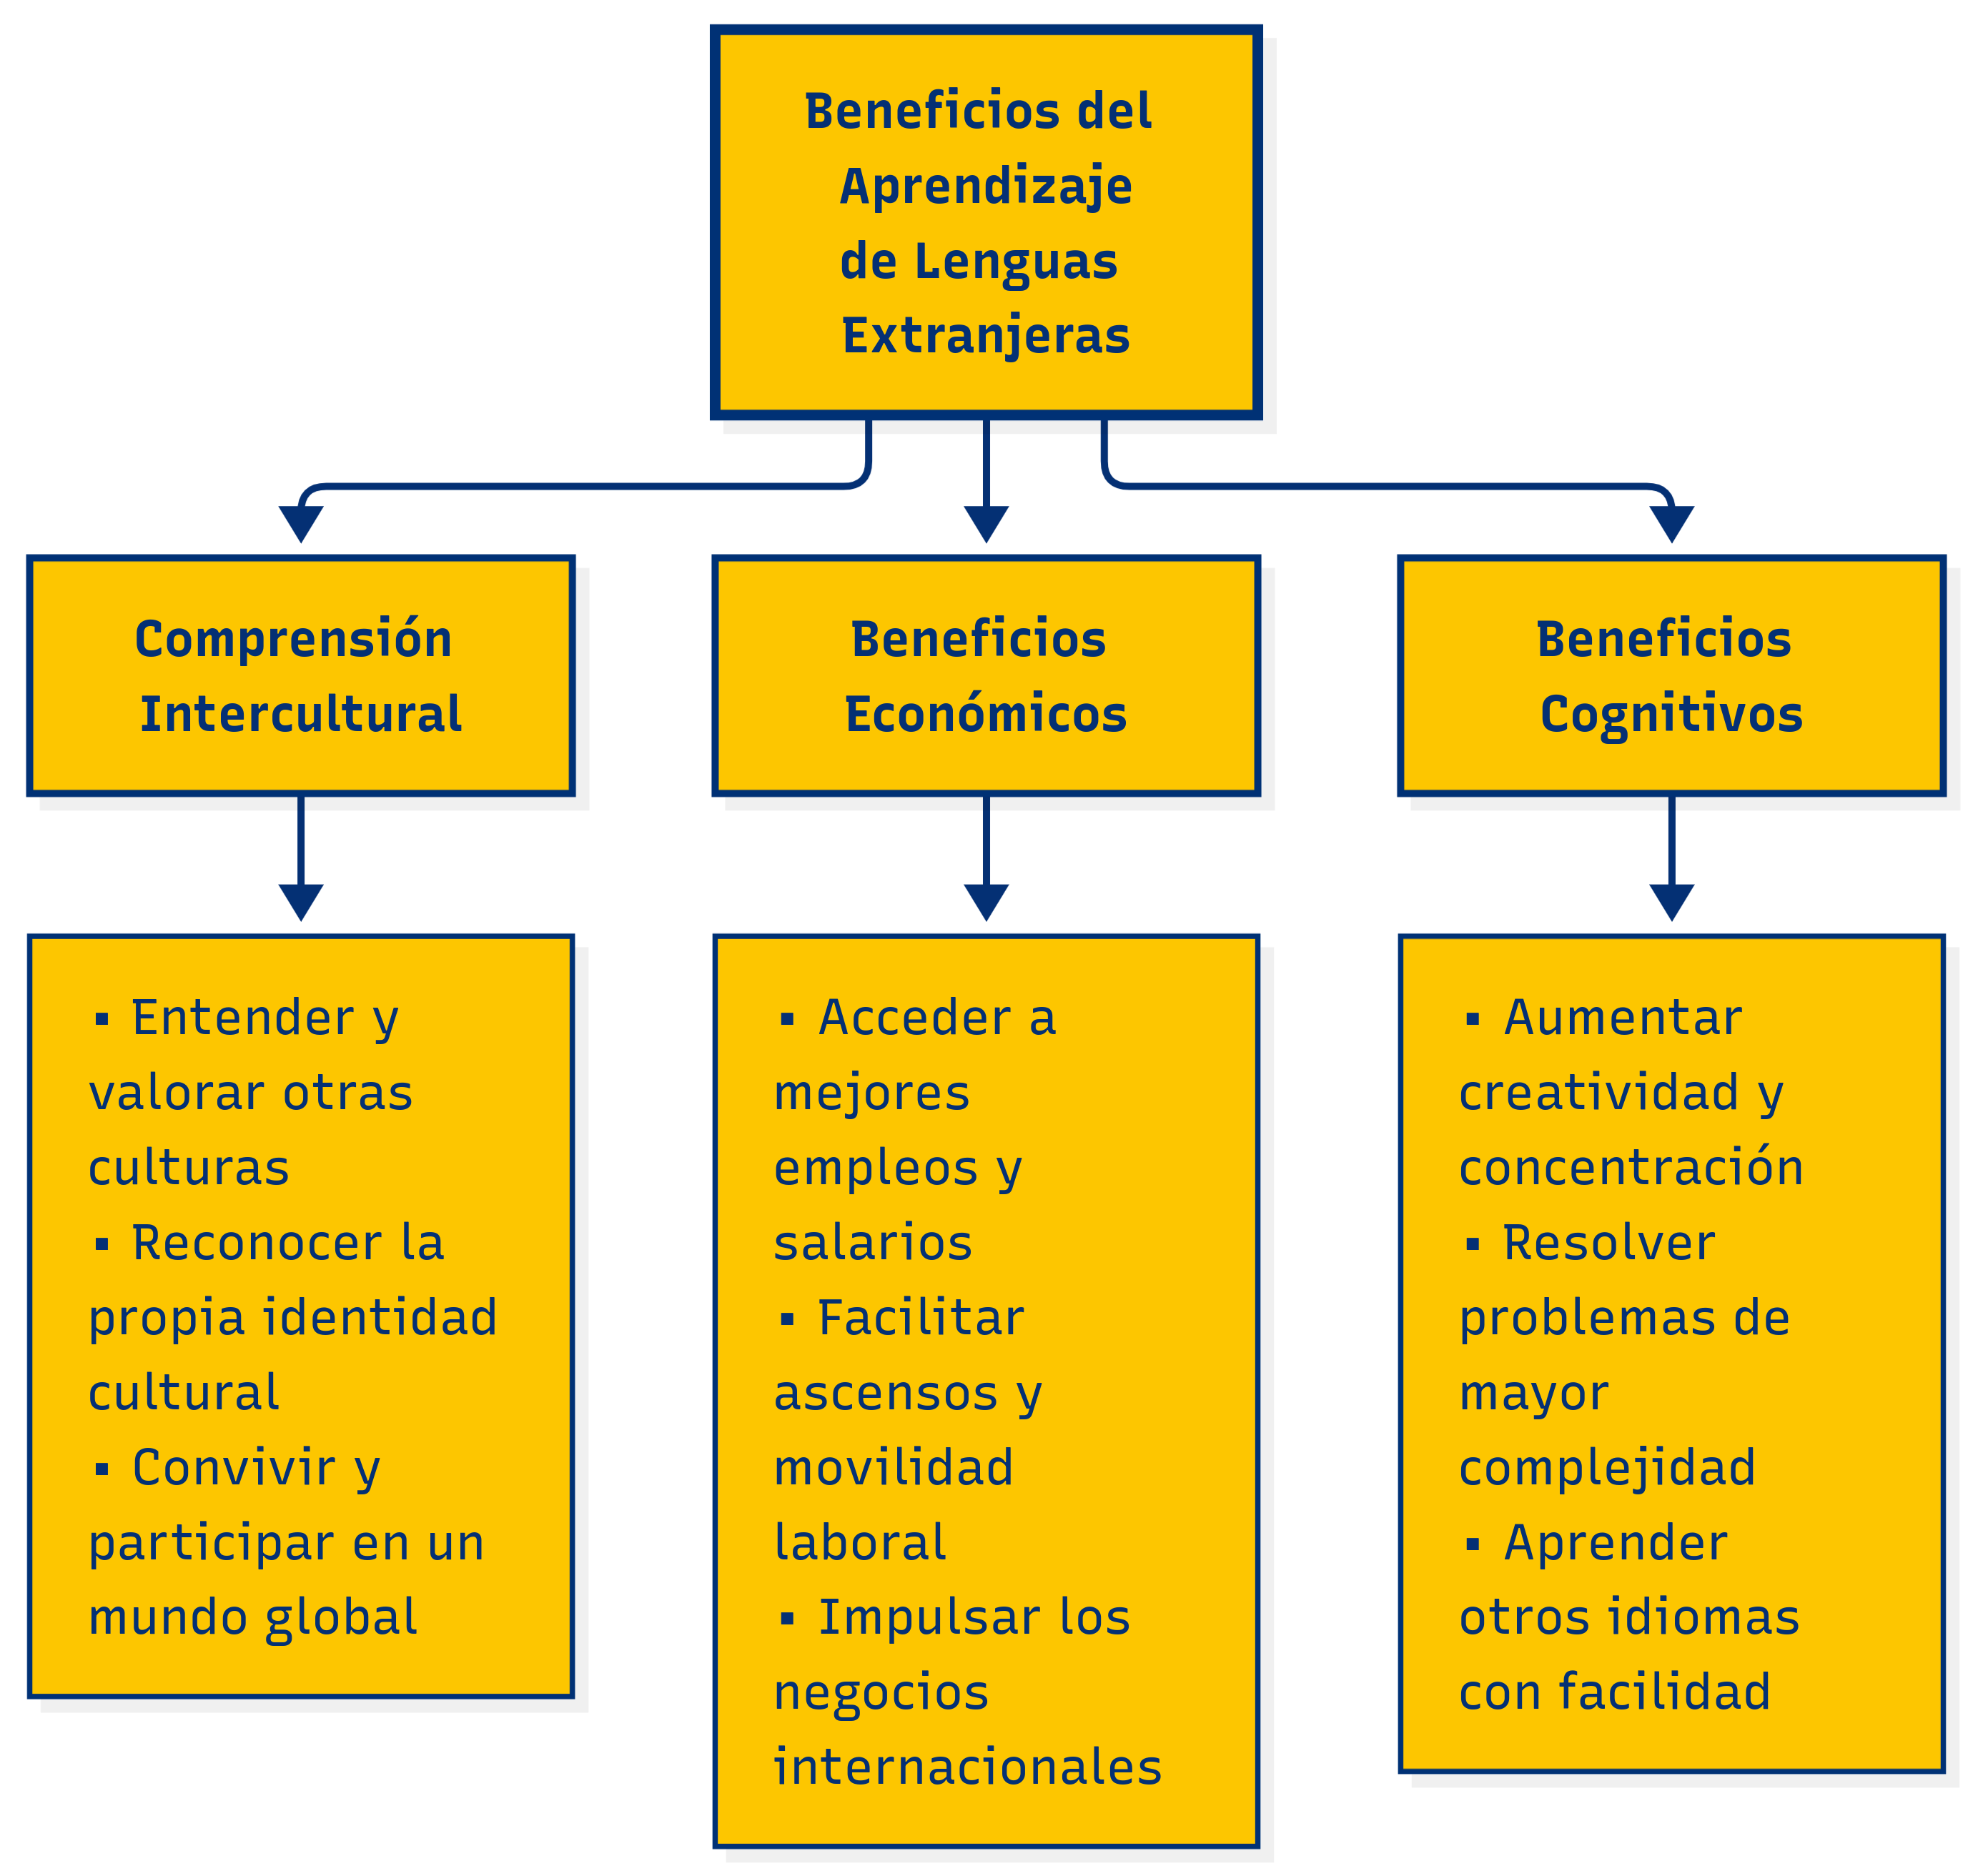 Beneficios del
Aprendizaje
de Lenguas
Extranjeras
Comprensión
Intercultural
Beneficios
Económicos
Beneficios
Cognitivos
▪ Entender y
valorar otras
culturas
▪ Reconocer la
propia identidad
cultural
▪ Convivir y
participar en un
mundo global
▪ Acceder a
mejores
empleos y
salarios
▪ Facilitar
ascensos y
movilidad
laboral
▪ Impulsar los
negocios
internacionales
▪ Aumentar
creatividad y
concentración
▪ Resolver
problemas de
mayor
complejidad
▪ Aprender
otros idiomas
con facilidad